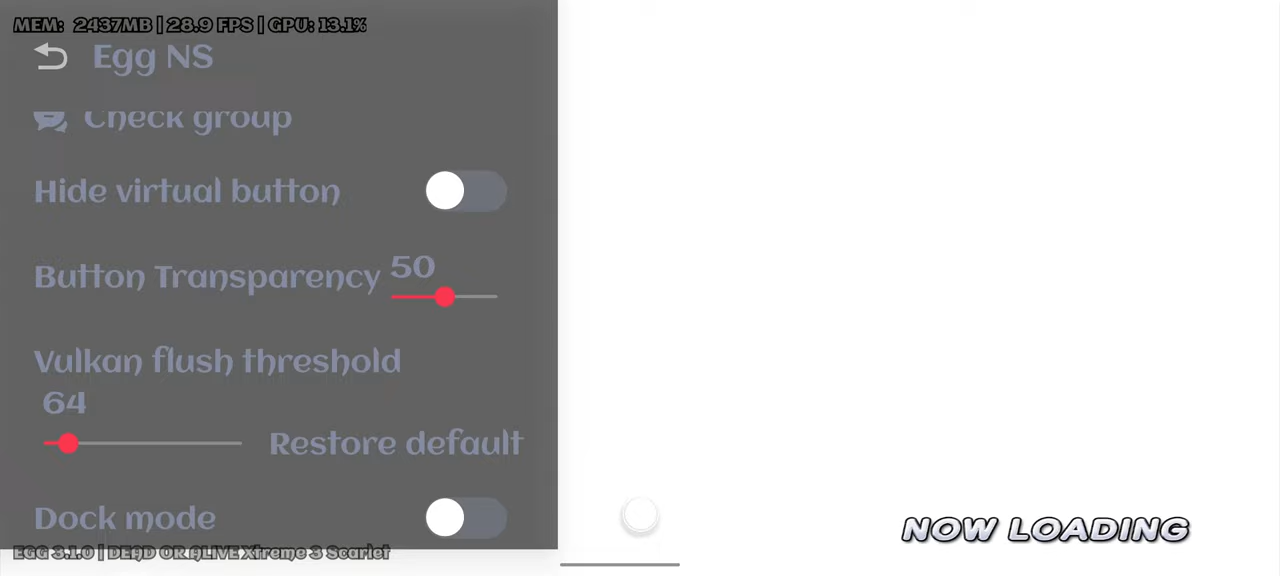 MEM: 2437MB | 28.9 FPS | GPU: 13.1%
Egg NS
Check group
Hide virtual button
Button Transparency 50
Vulkan flush threshold
64
Restore default
Dock mode
EGG 3.1.0 | DEAD OR ALIVE Xtreme 3 Scarlet
NOW LOADING